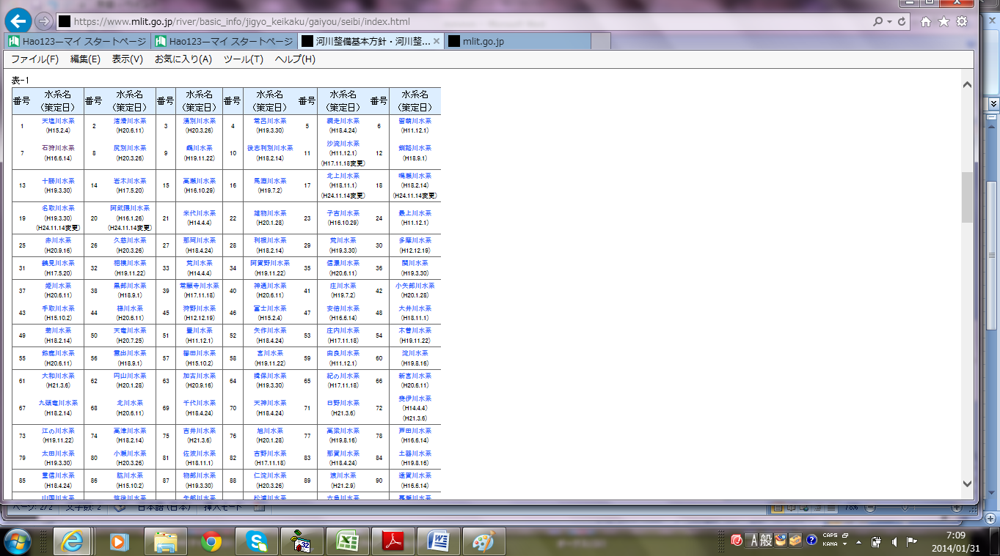 https://www.mlit.go.jp/river/basic_info/jigyo_keikaku/gaiyou/seibi/index.html
Hao123ーマイ スタートページ Hao123ーマイ スタートページ 河川整備基本方針・河川整... mlit.go.jp
ファイル(F) 編集(E) 表示(V) お気に入り(A) ツール(T) ヘルプ(H)
表-1
番号 水系名 (策定日) 番号 水系名 (策定日) 番号 水系名 (策定日) 番号 水系名 (策定日) 番号 水系名 (策定日) 番号 水系名 (策定日)
1 天塩川水系 (H15.2.4) 2 渚滑川水系 (H20.6.11) 3 湧別川水系 (H20.3.26) 4 常呂川水系 (H19.3.30) 5 網走川水系 (H18.4.24) 6 留萌川水系 (H11.12.1)
7 石狩川水系 (H16.6.14) 8 尻別川水系 (H20.3.26) 9 鵡川水系 (H19.11.22) 10 後志利別川水系 (H18.2.14) 11 沙流川水系 (H11.12.1) (H17.11.18変更) 12 釧路川水系 (H18.9.1)
13 十勝川水系 (H19.3.30) 14 岩木川水系 (H17.5.20) 15 高瀬川水系 (H16.10.29) 16 馬淵川水系 (H19.7.2) 17 北上川水系 (H18.11.1) (H24.11.14変更) 18 鳴瀬川水系 (H18.2.14) (H24.11.14変更)
19 名取川水系 (H19.3.30) (H24.11.14変更) 20 阿武隈川水系 (H16.1.26) (H24.11.14変更) 21 米代川水系 (H14.4.4) 22 雄物川水系 (H20.1.28) 23 子吉川水系 (H16.10.29) 24 最上川水系 (H11.12.1)
25 赤川水系 (H20.9.16) 26 久慈川水系 (H20.3.26) 27 那珂川水系 (H18.4.24) 28 利根川水系 (H18.2.14) 29 荒川水系 (H19.3.30) 30 多摩川水系 (H12.12.19)
31 鶴見川水系 (H17.5.20) 32 相模川水系 (H19.11.22) 33 荒川水系 (H14.4.4) 34 阿賀野川水系 (H19.11.22) 35 信濃川水系 (H20.6.11) 36 関川水系 (H19.3.30)
37 姫川水系 (H20.6.11) 38 黒部川水系 (H18.9.1) 39 常願寺川水系 (H17.11.18) 40 神通川水系 (H20.6.11) 41 庄川水系 (H19.7.2) 42 小矢部川水系 (H20.1.28)
43 手取川水系 (H15.10.2) 44 梯川水系 (H20.6.11) 45 狩野川水系 (H12.12.19) 46 富士川水系 (H15.2.4) 47 安倍川水系 (H16.6.14) 48 大井川水系 (H18.11.1)
49 菊川水系 (H18.2.14) 50 天竜川水系 (H20.7.25) 51 豊川水系 (H11.12.1) 52 矢作川水系 (H18.4.24) 53 庄内川水系 (H17.11.18) 54 木曽川水系 (H19.11.22)
55 鈴鹿川水系 (H20.6.11) 56 雲出川水系 (H18.9.1) 57 櫛田川水系 (H15.10.2) 58 宮川水系 (H19.11.22) 59 由良川水系 (H11.12.1) 60 淀川水系 (H19.8.16)
61 大和川水系 (H21.3.6) 62 円山川水系 (H20.1.28) 63 加古川水系 (H20.9.16) 64 揖保川水系 (H19.3.30) 65 紀の川水系 (H17.11.18) 66 新宮川水系 (H20.6.11)
67 九頭竜川水系 (H18.2.14) 68 北川水系 (H20.6.11) 69 千代川水系 (H18.4.24) 70 天神川水系 (H18.4.24) 71 日野川水系 (H21.3.6) 72 斐伊川水系 (H14.4.4) (H21.3.6)
73 江の川水系 (H19.11.22) 74 高津川水系 (H18.2.14) 75 吉井川水系 (H21.3.6) 76 旭川水系 (H20.1.28) 77 高梁川水系 (H19.8.16) 78 芦田川水系 (H16.6.14)
79 太田川水系 (H19.3.30) 80 小瀬川水系 (H20.3.26) 81 佐波川水系 (H18.11.1) 82 吉野川水系 (H17.11.18) 83 那賀川水系 (H18.4.24) 84 土器川水系 (H19.8.16)
85 重信川水系 (H18.4.24) 86 肱川水系 (H15.10.2) 87 物部川水系 (H19.3.30) 88 仁淀川水系 (H20.3.26) 89 渡川水系 (H21.2.9) 90 遠賀川水系 (H16.6.14)
山国川水系 筑後川水系 矢部川水系 松浦川水系 六角川水系 嘉瀬川水系
ページ: 2/2 文字数: 2 日本語 (日本) 挿入モード 78%
A 般 CAPS KANA 7:09
2014/01/31